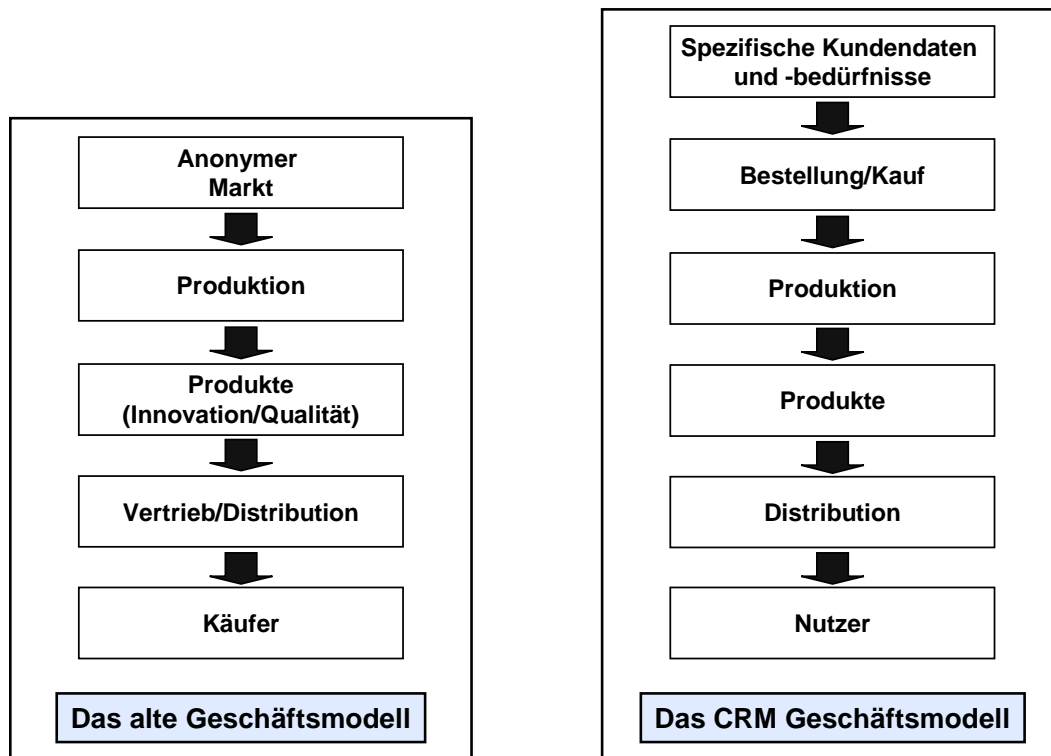 Anonymer
Markt
Produktion
Produkte
(Innovation/Qualität)
Vertrieb/Distribution
Käufer
Das alte Geschäftsmodell
Spezifische Kundendaten
und -bedürfnisse
Bestellung/Kauf
Produktion
Produkte
Distribution
Nutzer
Das CRM Geschäftsmodell